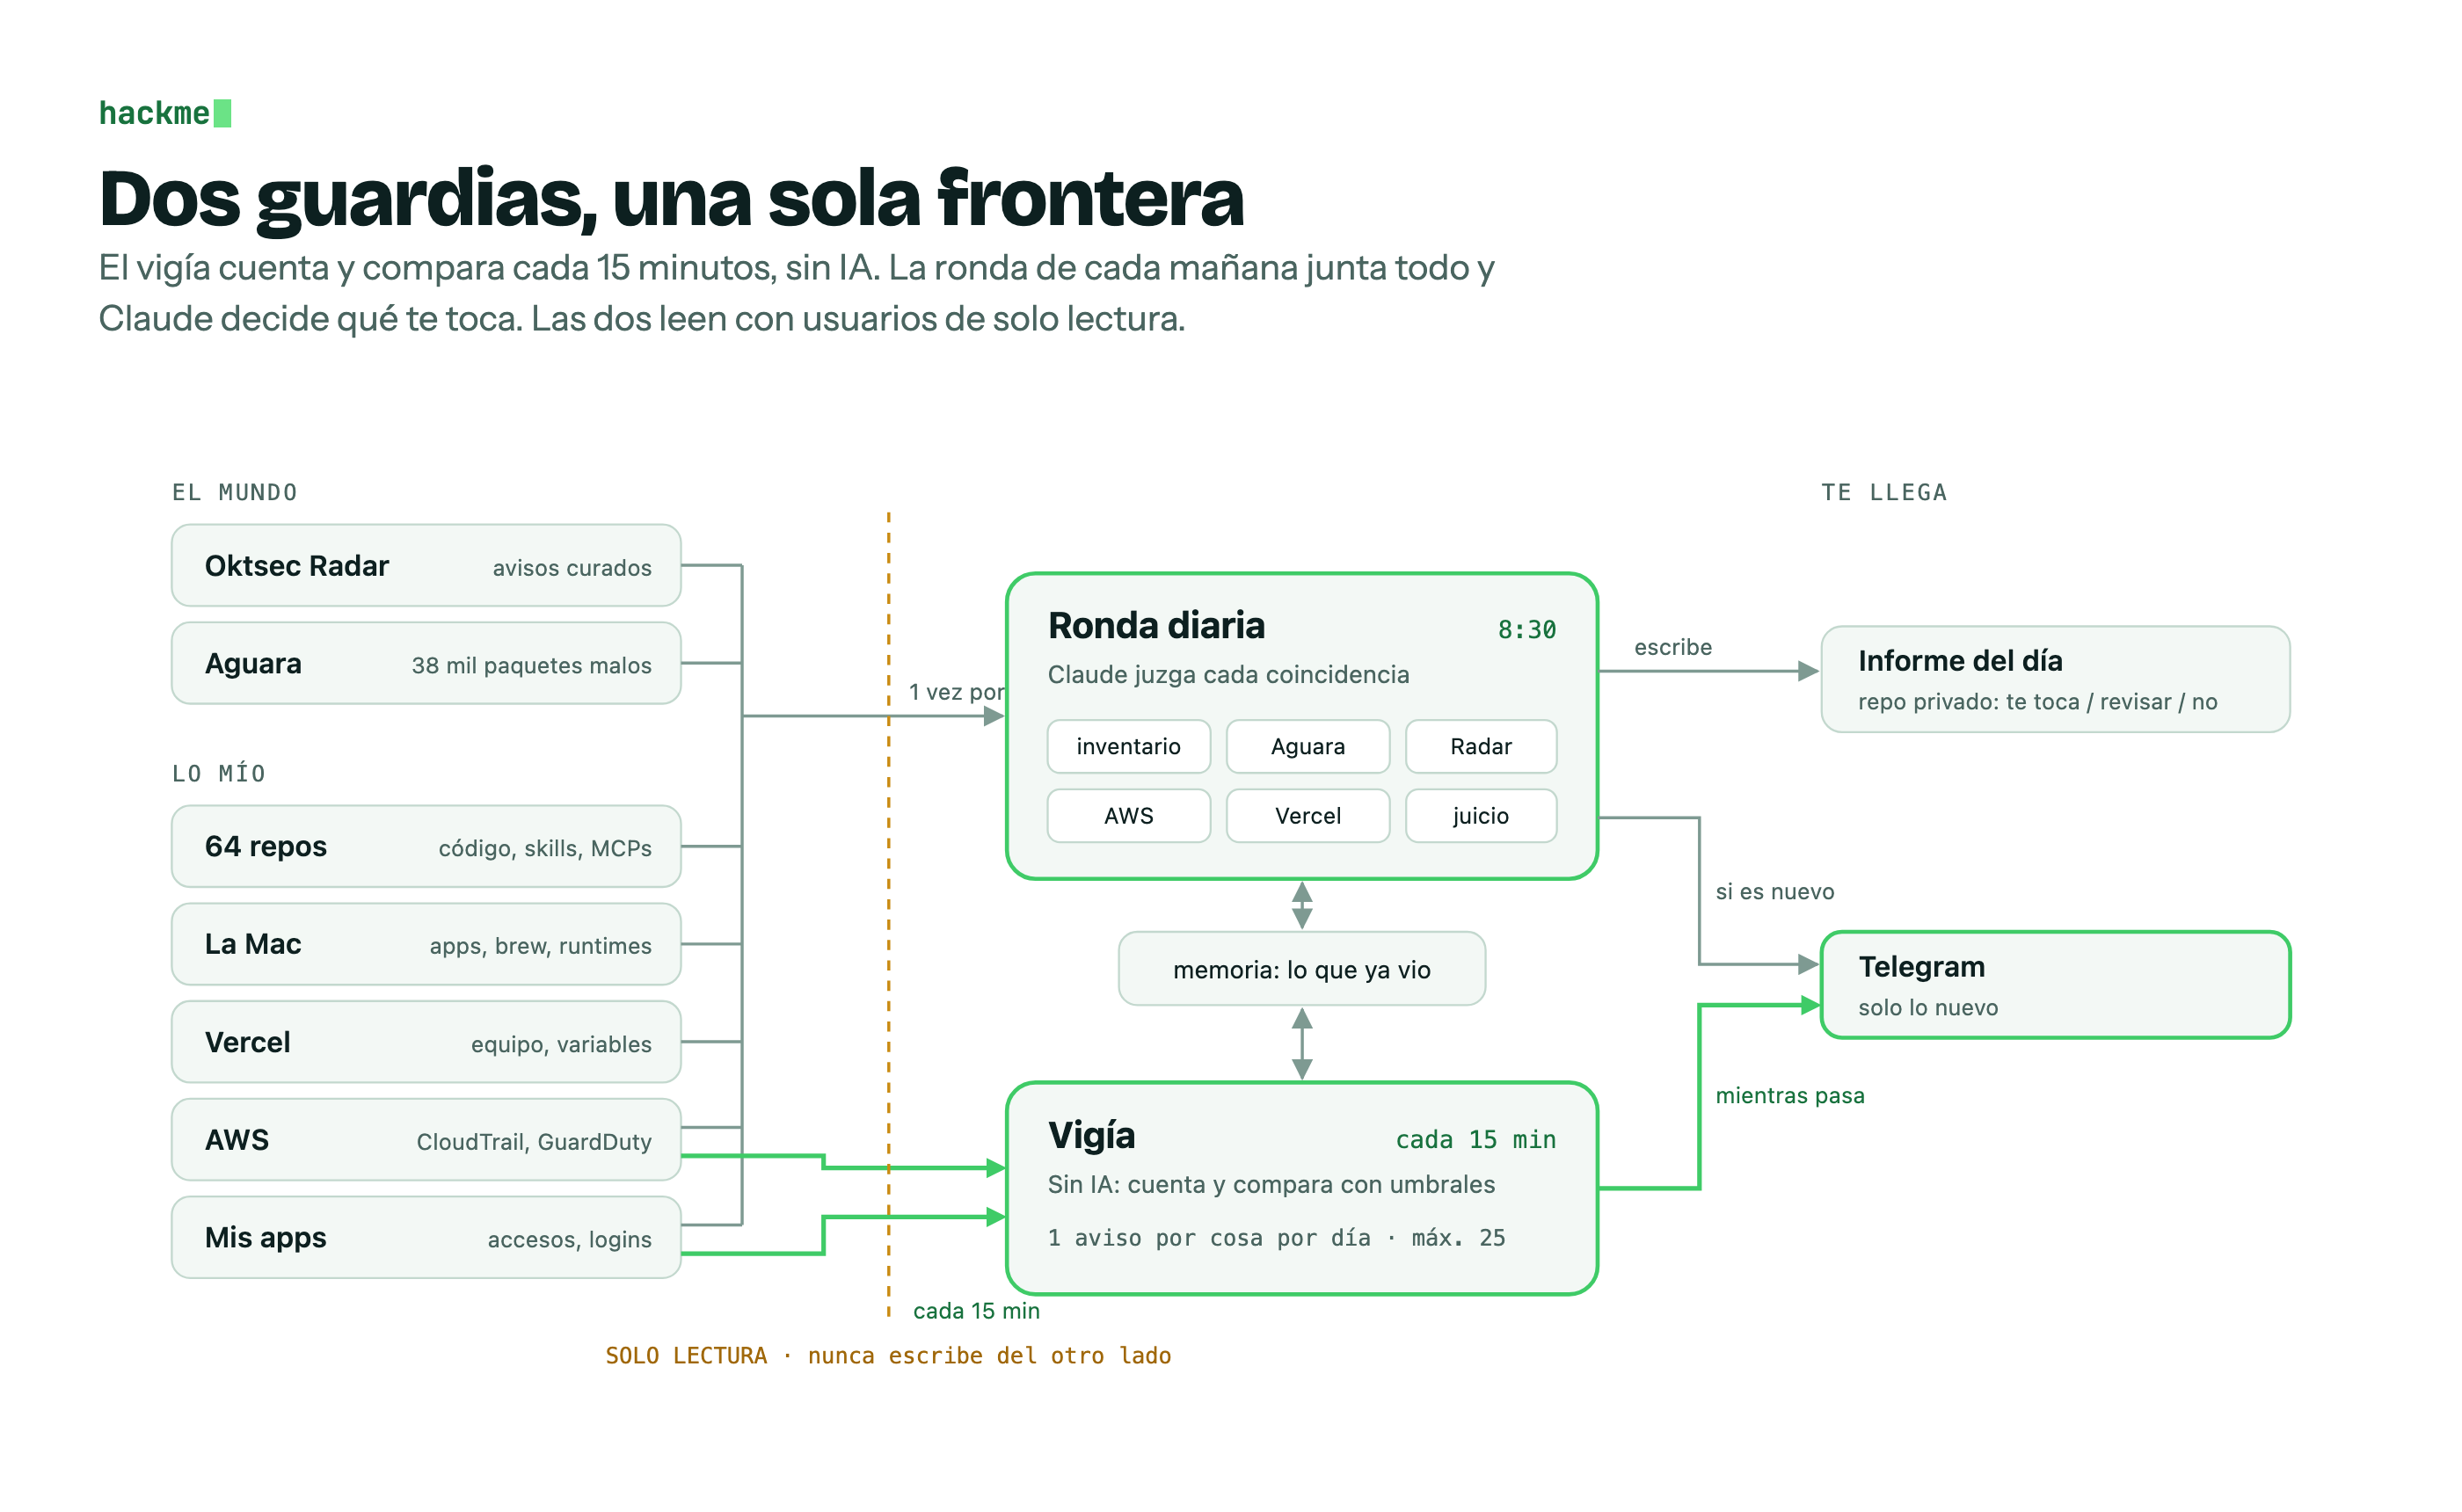 hackme
Dos guardias, una sola frontera
El vigía cuenta y compara cada 15 minutos, sin IA. La ronda de cada mañana junta todo y
Claude decide qué te toca. Las dos leen con usuarios de solo lectura.
EL MUNDO
Oktsec Radar avisos curados
Aguara 38 mil paquetes malos
LO MÍO
64 repos código, skills, MCPs
La Mac apps, brew, runtimes
Vercel equipo, variables
AWS CloudTrail, GuardDuty
Mis apps accesos, logins
1 vez por
cada 15 min
SOLO LECTURA · nunca escribe del otro lado
Ronda diaria 8:30
Claude juzga cada coincidencia
inventario Aguara Radar
AWS Vercel juicio
memoria: lo que ya vio
Vigía cada 15 min
Sin IA: cuenta y compara con umbrales
1 aviso por cosa por día · máx. 25
escribe
si es nuevo
mientras pasa
TE LLEGA
Informe del día
repo privado: te toca / revisar / no
Telegram
solo lo nuevo